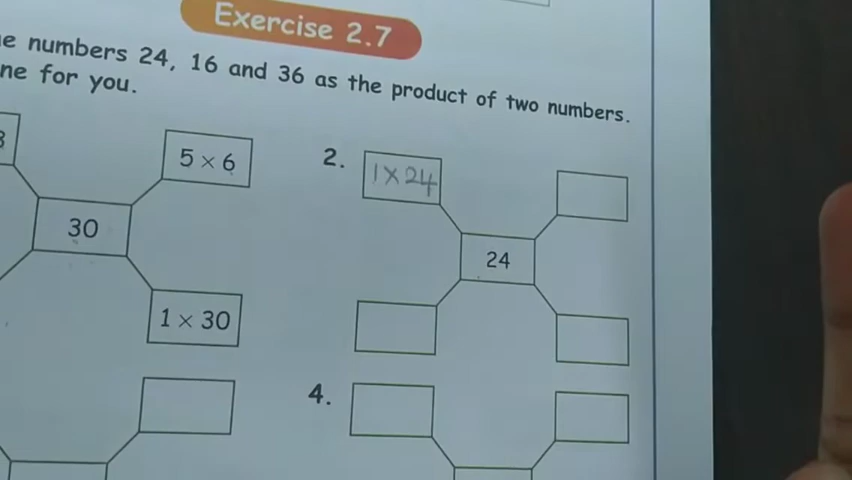 Exercise 2.7
numbers 24, 16 and 36 as the product of two numbers.
for you.
5 × 6
2.
1 × 24
30
24
1 × 30
4.